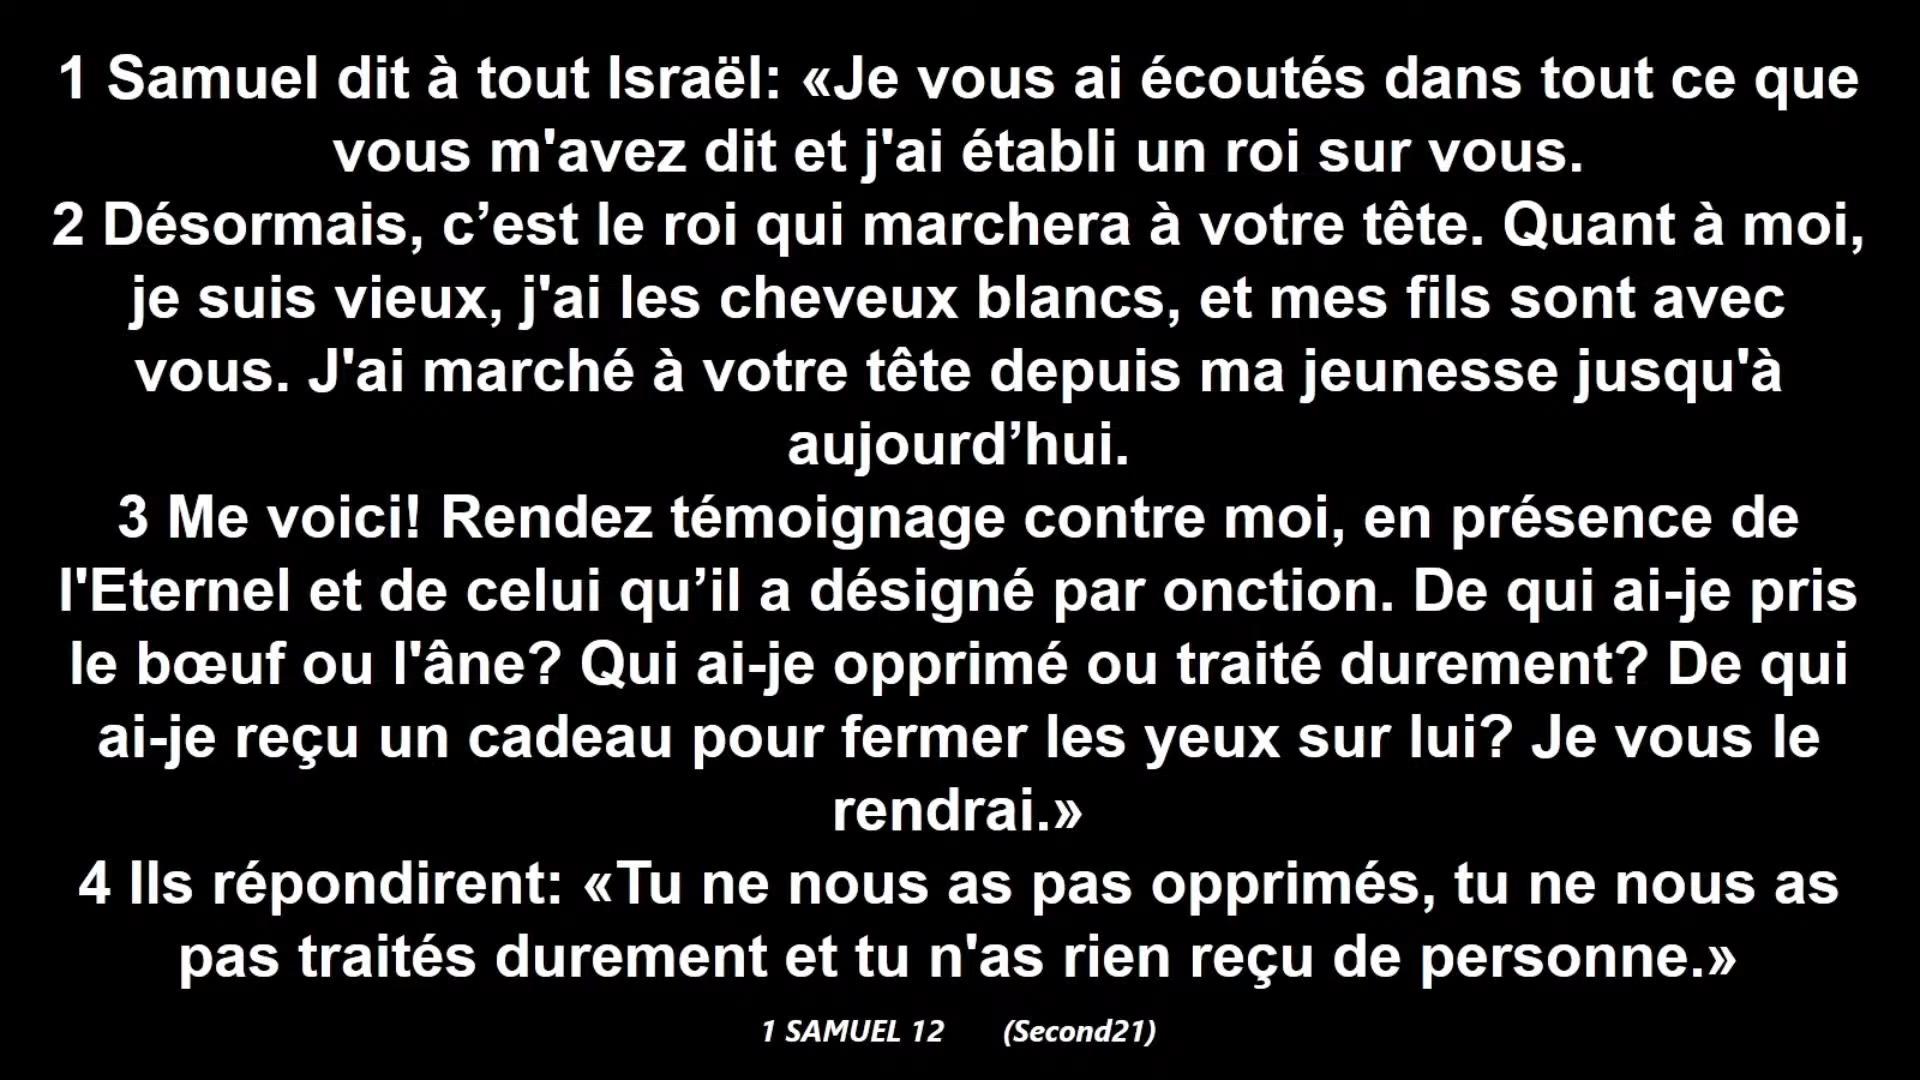 1 Samuel dit à tout Israël: «Je vous ai écoutés dans tout ce que
vous m'avez dit et j'ai établi un roi sur vous.
2 Désormais, c’est le roi qui marchera à votre tête. Quant à moi,
je suis vieux, j'ai les cheveux blancs, et mes fils sont avec
vous. J'ai marché à votre tête depuis ma jeunesse jusqu'à
aujourd’hui.
3 Me voici! Rendez témoignage contre moi, en présence de
l'Eternel et de celui qu’il a désigné par onction. De qui ai-je pris
le bœuf ou l'âne? Qui ai-je opprimé ou traité durement? De qui
ai-je reçu un cadeau pour fermer les yeux sur lui? Je vous le
rendrai.»
4 Ils répondirent: «Tu ne nous as pas opprimés, tu ne nous as
pas traités durement et tu n'as rien reçu de personne.»
1 SAMUEL 12 (Second21)